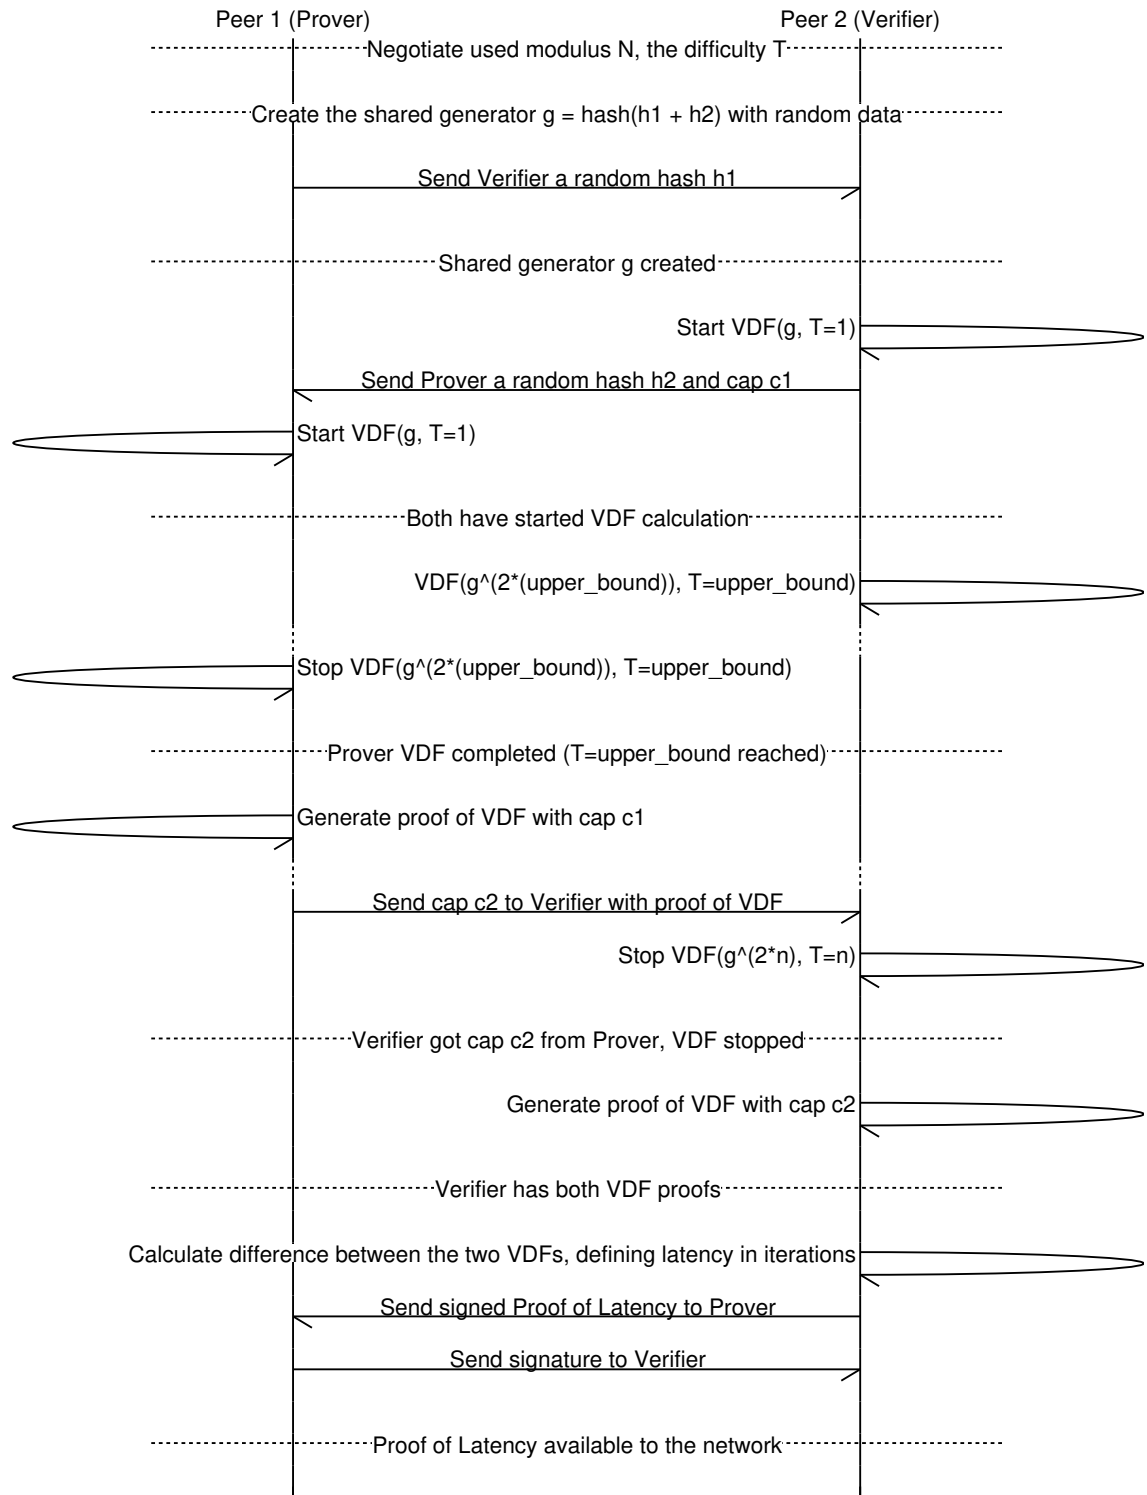 Peer 1 (Prover)
Peer 2 (Verifier)
Negotiate used modulus N, the difficulty T
Create the shared generator g = hash(h1 + h2) with random data
Send Verifier a random hash h1
Shared generator g created
Start VDF(g, T=1)
Send Prover a random hash h2 and cap c1
Start VDF(g, T=1)
Both have started VDF calculation
VDF(g^(2*(upper_bound)), T=upper_bound)
Stop VDF(g^(2*(upper_bound)), T=upper_bound)
Prover VDF completed (T=upper_bound reached)
Generate proof of VDF with cap c1
Send cap c2 to Verifier with proof of VDF
Stop VDF(g^(2*n), T=n)
Verifier got cap c2 from Prover, VDF stopped
Generate proof of VDF with cap c2
Verifier has both VDF proofs
Calculate difference between the two VDFs, defining latency in iterations
Send signed Proof of Latency to Prover
Send signature to Verifier
Proof of Latency available to the network